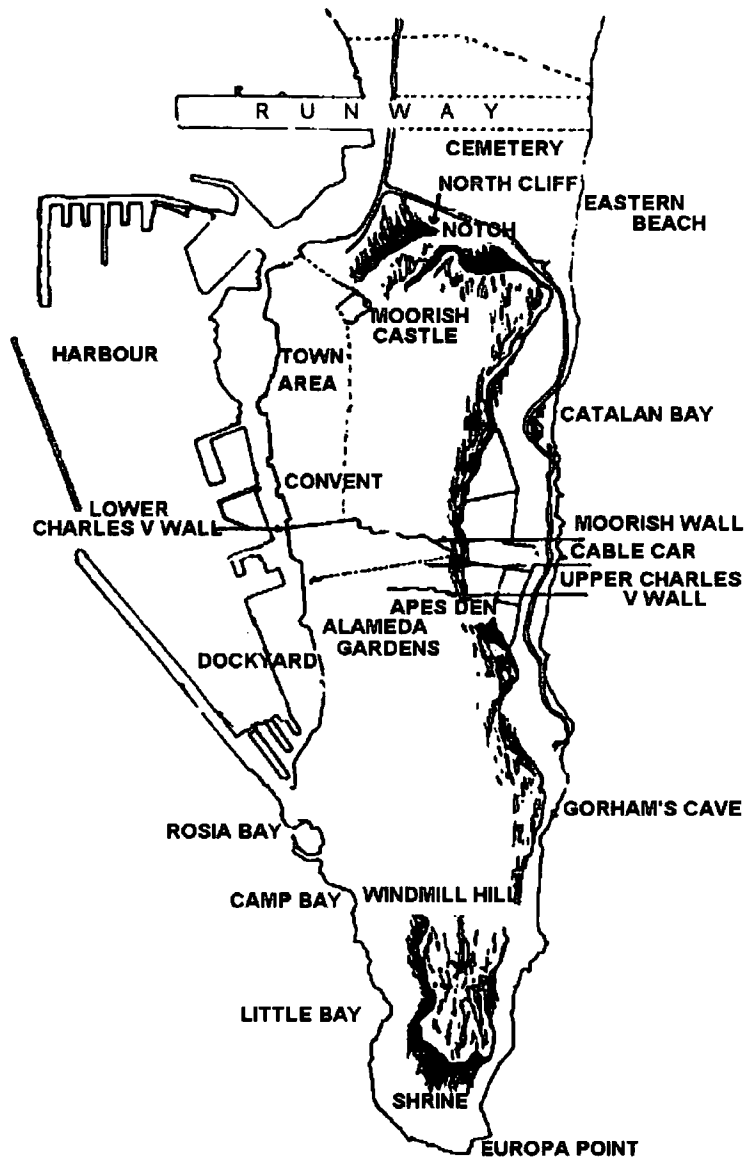 RUNWAY
CEMETERY
NORTH CLIFF
EASTERN
BEACH
NOTCH
MOORISH
CASTLE
HARBOUR
TOWN
AREA
CATALAN BAY
CONVENT
LOWER
CHARLES V WALL
MOORISH WALL
CABLE CAR
UPPER CHARLES
V WALL
APES DEN
ALAMEDA
GARDENS
DOCKYARD
GORHAM'S CAVE
ROSIA BAY
CAMP BAY
WINDMILL HILL
LITTLE BAY
SHRINE
EUROPA POINT